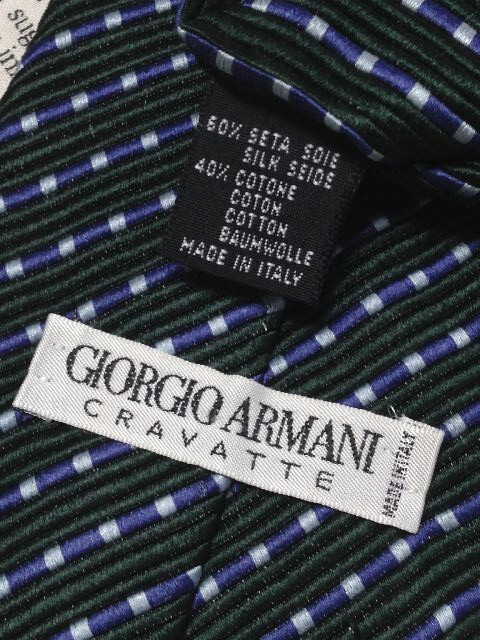 60% SETA SOIE
SILK SEIDE
40% COTONE
COTON
COTTON
BAUMWOLLE
MADE IN ITALY
GIORGIO ARMANI
CRAVATTE
MADE IN ITALY